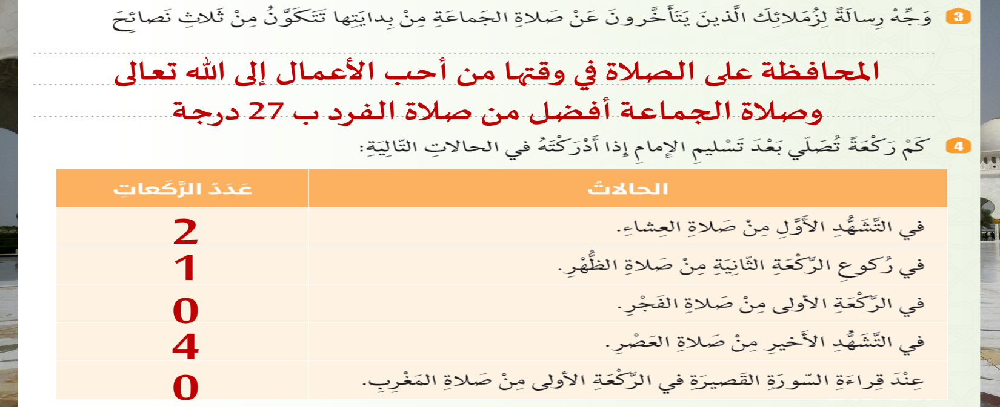 3 وَجِّهْ رِسالَةً لِزُمَلائِكَ الَّذينَ يَتَأَخَّرونَ عَنْ صَلاةِ الجَماعَةِ مِنْ بِدايَتِها تَتَكَوَّنُ مِنْ ثَلاثِ نَصائِحَ
المحافظة على الصلاة في وقتها من أحب الأعمال إلى الله تعالى
وصلاة الجماعة أفضل من صلاة الفرد ب 27 درجة
4 كَمْ رَكْعَةً تُصَلّي بَعْدَ تَسْليمِ الإِمامِ إِذا أَدْرَكْتَهُ في الحالاتِ التّالِيَةِ:
الحالاتُ عَدَدُ الرَّكَعاتِ
في التَّشَهُّدِ الأَوَّلِ مِنْ صَلاةِ العِشاءِ. 2
في رُكوعِ الرَّكْعَةِ الثّانِيَةِ مِنْ صَلاةِ الظُّهْرِ. 1
في الرَّكْعَةِ الأولى مِنْ صَلاةِ الفَجْرِ. 0
في التَّشَهُّدِ الأَخيرِ مِنْ صَلاةِ العَصْرِ. 4
عِنْدَ قِراءَةِ السّورَةِ القَصيرَةِ في الرَّكْعَةِ الأولى مِنْ صَلاةِ المَغْرِبِ. 0